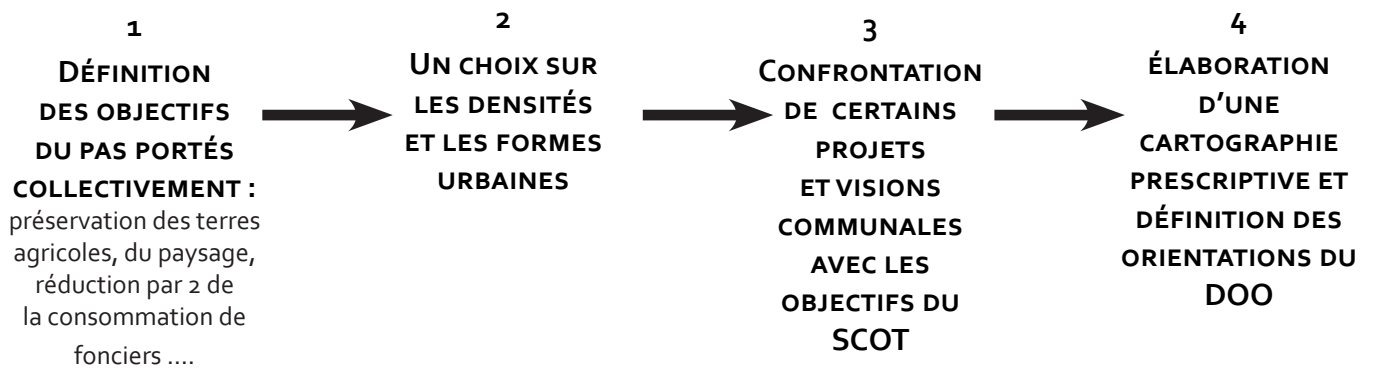 1
Définition
des objectifs
du pas portés
collectivement :
préservation des terres
agricoles, du paysage,
réduction par 2 de
la consommation de
fonciers ....
2
Un choix sur
les densités
et les formes
urbaines
3
Confrontation
de certains
projets
et visions
communales
avec les
objectifs du
SCOT
4
élaboration
d'une
cartographie
prescriptive et
définition des
orientations du
DOO